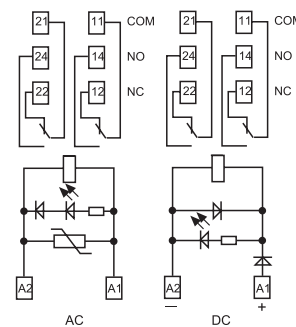 21 11 COM 21 11 COM
24 14 NO 24 14 NO
22 12 NC 22 12 NC
A2 A1 A2 A1
— +
AC DC